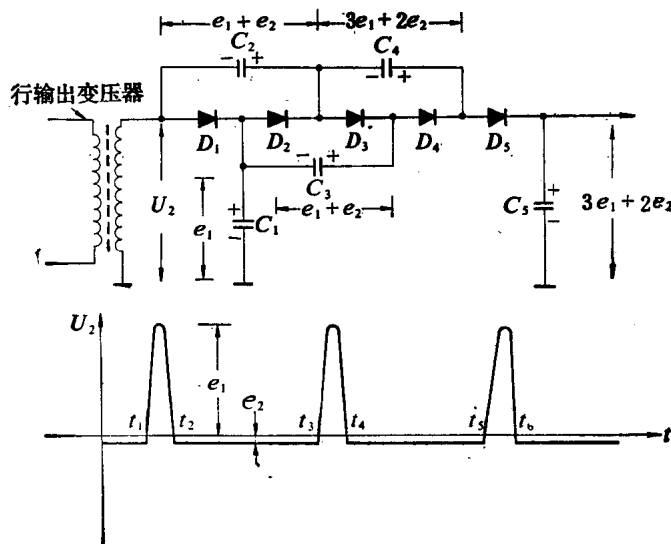 e₁ + e₂ 3e₁ + 2e₂
C₂ C₄
− + − +
行输出变压器
D₁ D₂ D₃ D₄ D₅
− +
C₃
U₂ e₁ + C₁ e₁ + e₂ C₅ + 3e₁ + 2e₂
− −
U₂
e₁
e₂
t₁ t₂ t₃ t₄ t₅ t₆ t